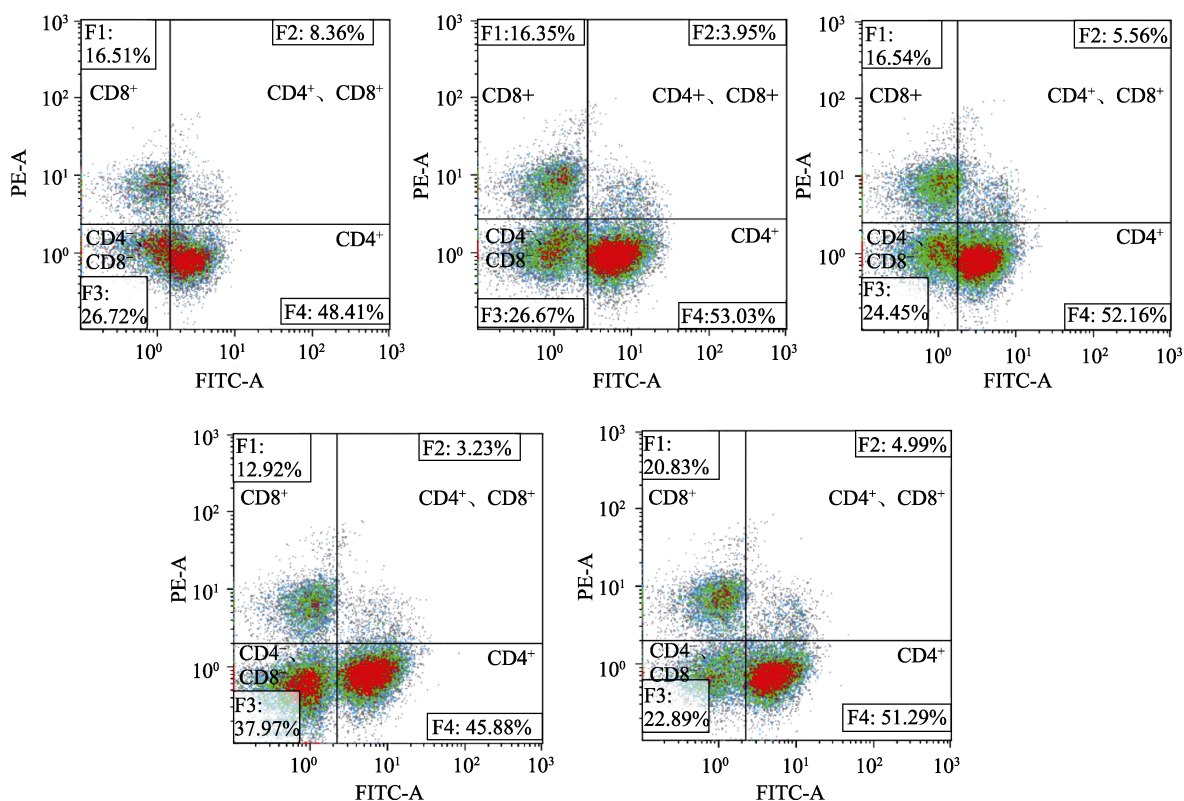 10³
10²
10¹
10⁰
PE-A
F1:
16.51%
F2: 8.36%
CD8⁺
CD4⁺、CD8⁺
CD4⁻、
CD8⁻
CD4⁺
F3:
26.72%
F4: 48.41%
10⁰ 10¹ 10² 10³
FITC-A
10³
10²
10¹
10⁰
PE-A
F1:16.35%
F2:3.95%
CD8+
CD4+、CD8+
CD4 、
CD8
CD4⁺
F3:26.67%
F4:53.03%
10⁰ 10¹ 10² 10³
FITC-A
10³
10²
10¹
10⁰
PE-A
F1:
16.54%
F2: 5.56%
CD8+
CD4⁺、CD8⁺
CD4⁻、
CD8⁻
CD4⁺
F3:
24.45%
F4: 52.16%
10⁰ 10¹ 10² 10³
FITC-A
10³
10²
10¹
10⁰
PE-A
F1:
12.92%
F2: 3.23%
CD8⁺
CD4⁺、CD8⁺
CD4⁻、
CD8⁻
CD4⁺
F3:
37.97%
F4: 45.88%
10⁰ 10¹ 10² 10³
FITC-A
10³
10²
10¹
10⁰
PE-A
F1:
20.83%
F2: 4.99%
CD8⁺
CD4⁺、CD8⁺
CD4 、
CD8
CD4⁺
F3:
22.89%
F4: 51.29%
10⁰ 10¹ 10² 10³
FITC-A